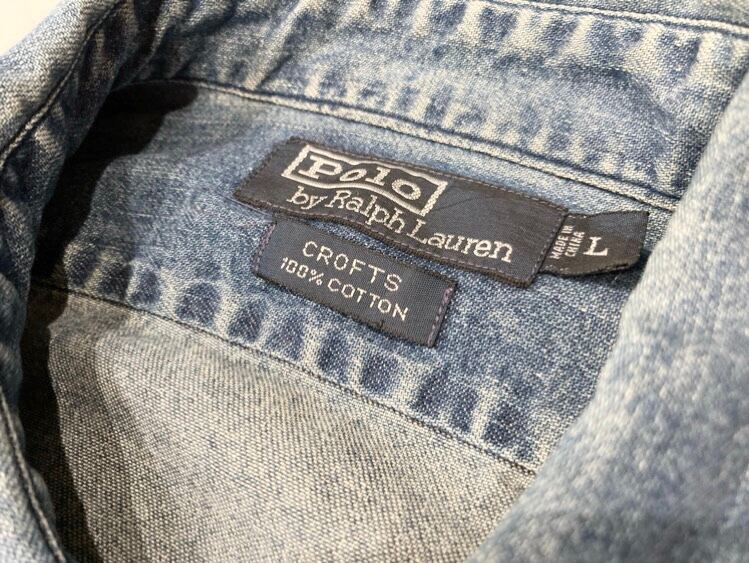 Polo
by Ralph Lauren
MADE IN
CHINA
L
CROFTS
100% COTTON